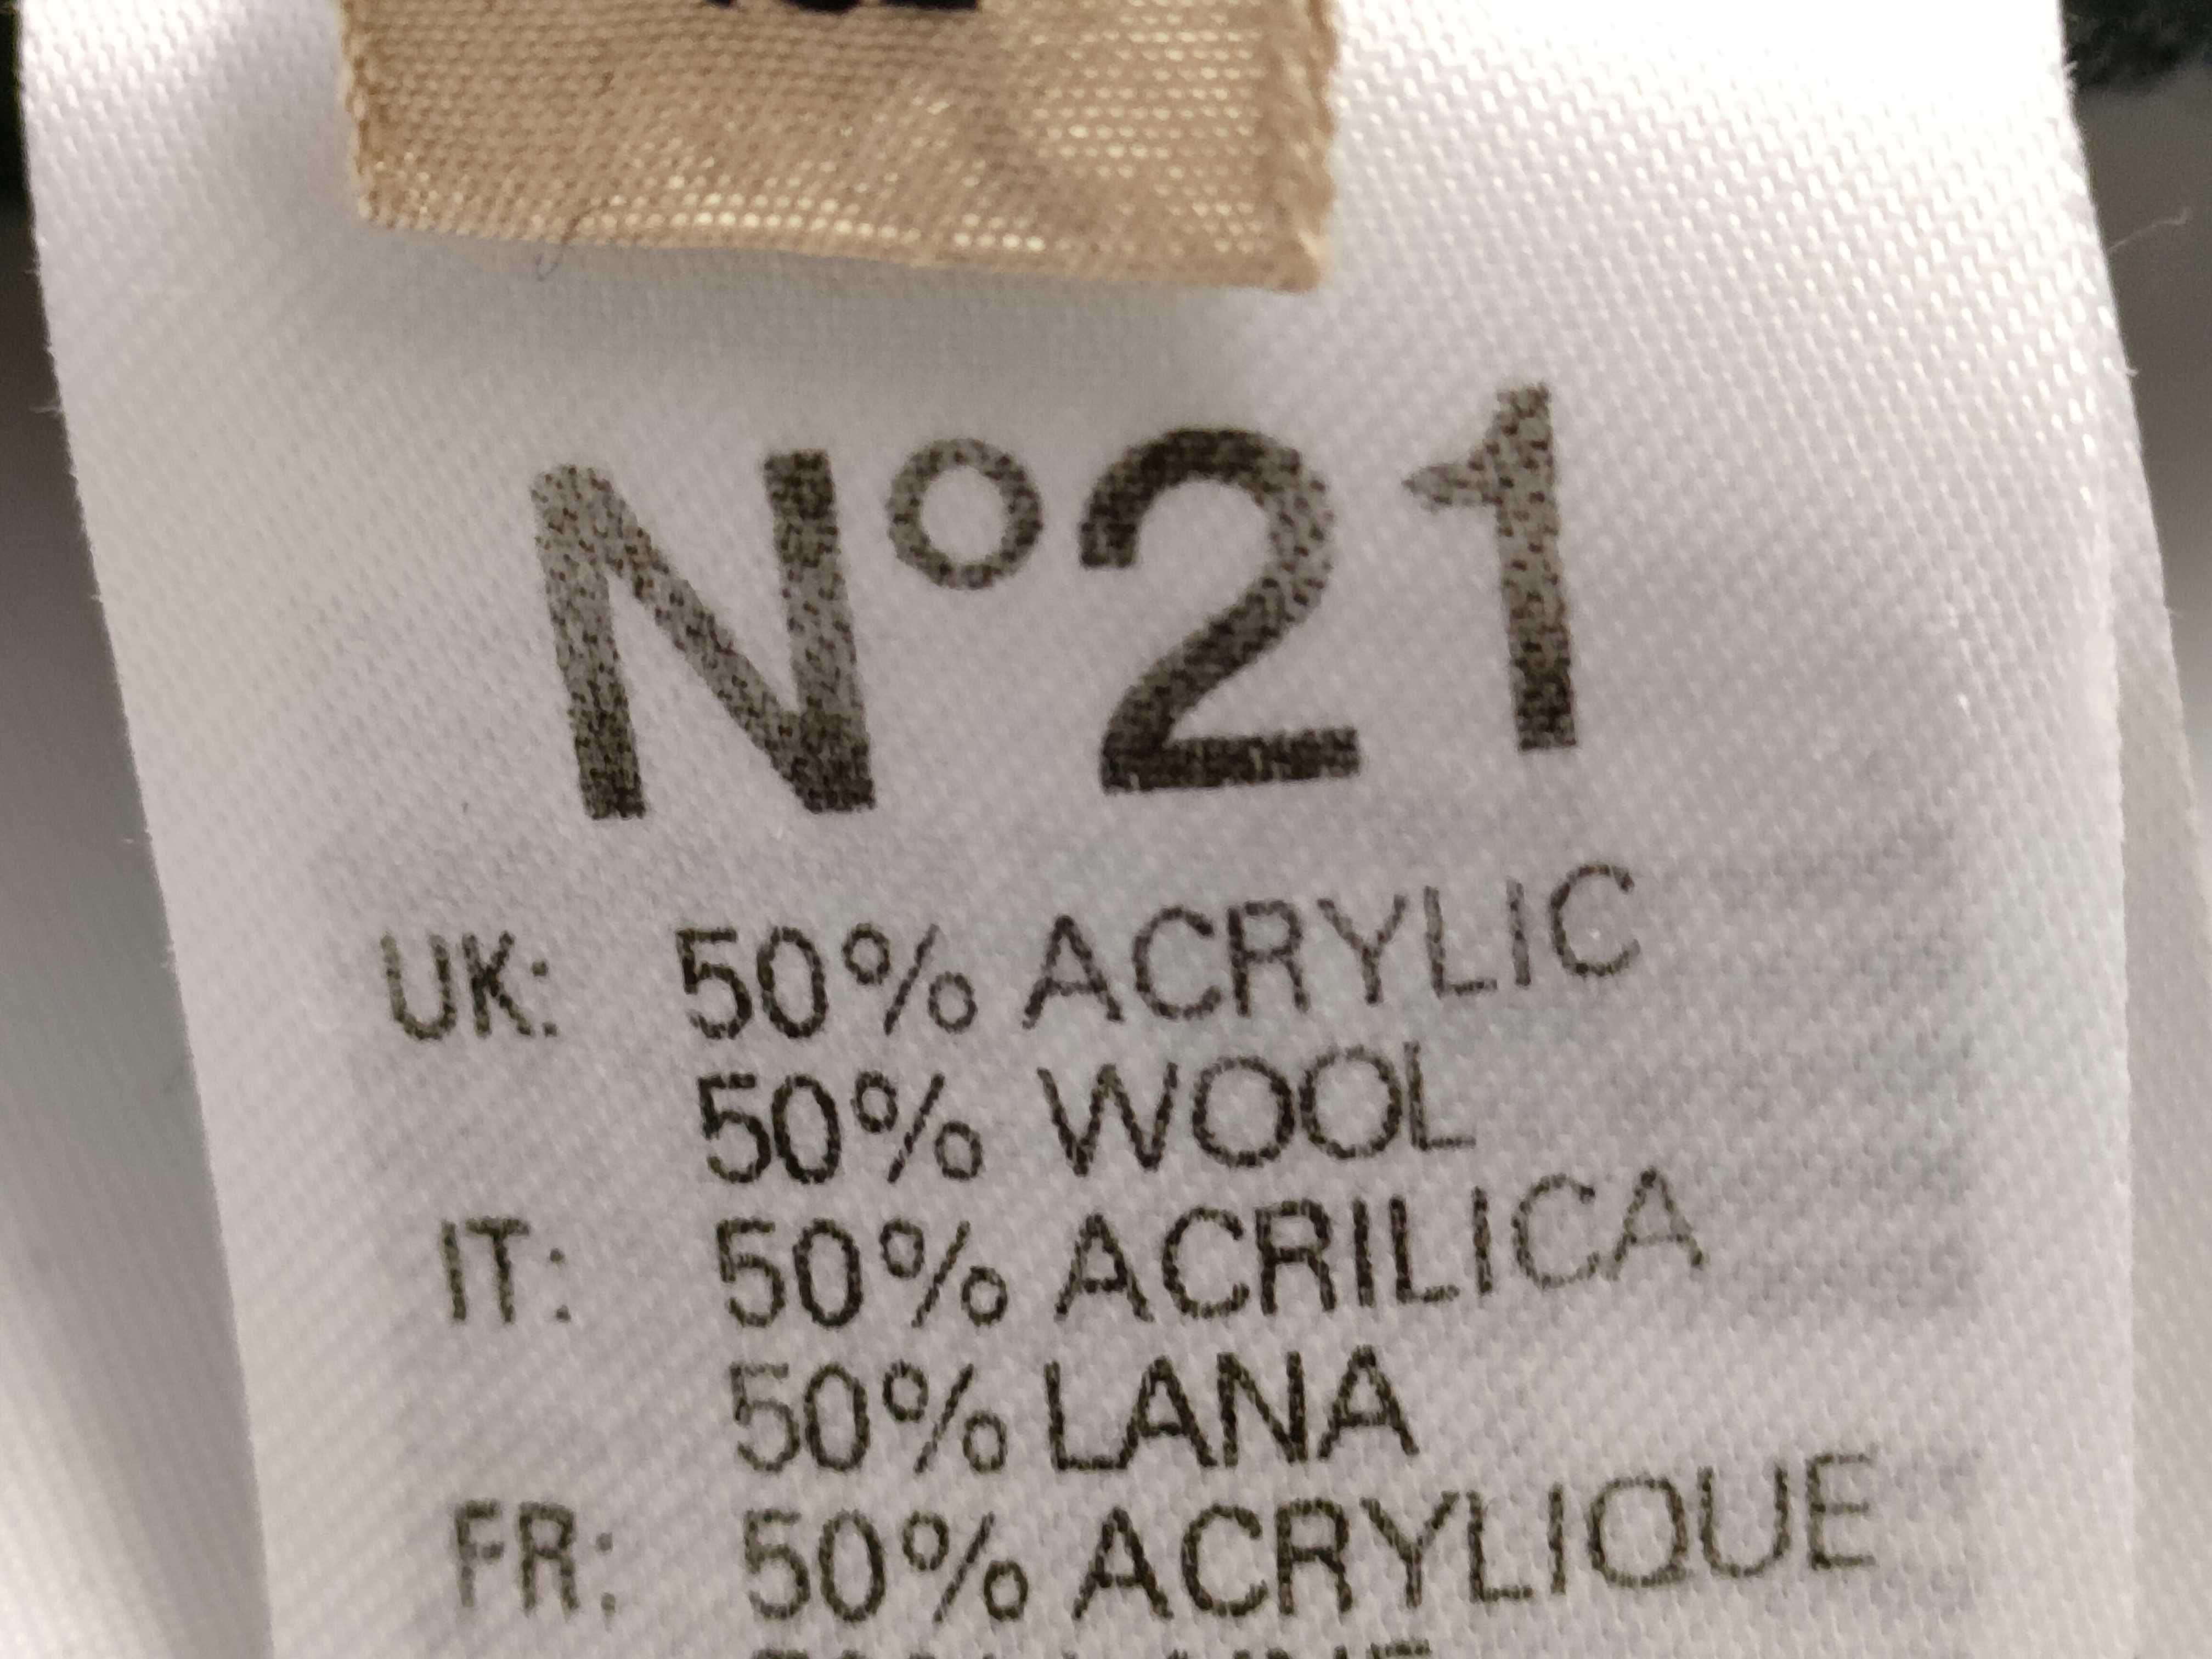 N°21
UK: 50% ACRYLIC
50% WOOL
IT: 50% ACRILICA
50% LANA
FR: 50% ACRYLIQUE